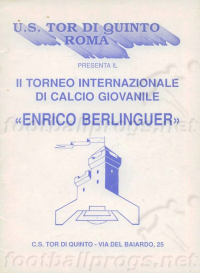 U.S. TOR DI QUINTO
ROMA
PRESENTA IL
II TORNEO INTERNAZIONALE
DI CALCIO GIOVANILE
«ENRICO BERLINGUER»
C.S. TOR DI QUINTO - VIA DEL BAIARDO, 25
footballprogs.net